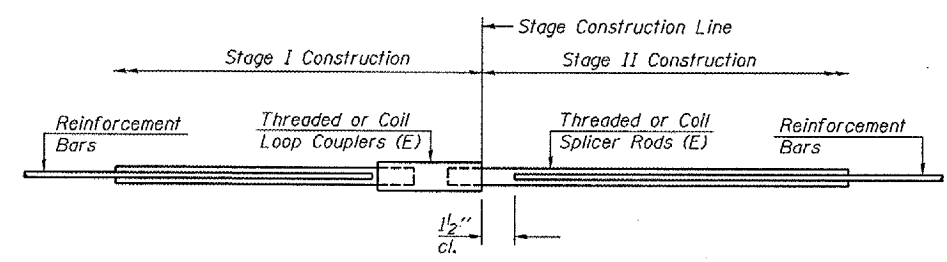 Stage Construction Line
Stage I Construction
Stage II Construction
Reinforcement
Bars
Threaded or Coil
Loop Couplers (E)
Threaded or Coil
Splicer Rods (E)
Reinforcement
Bars
1½"
cl.